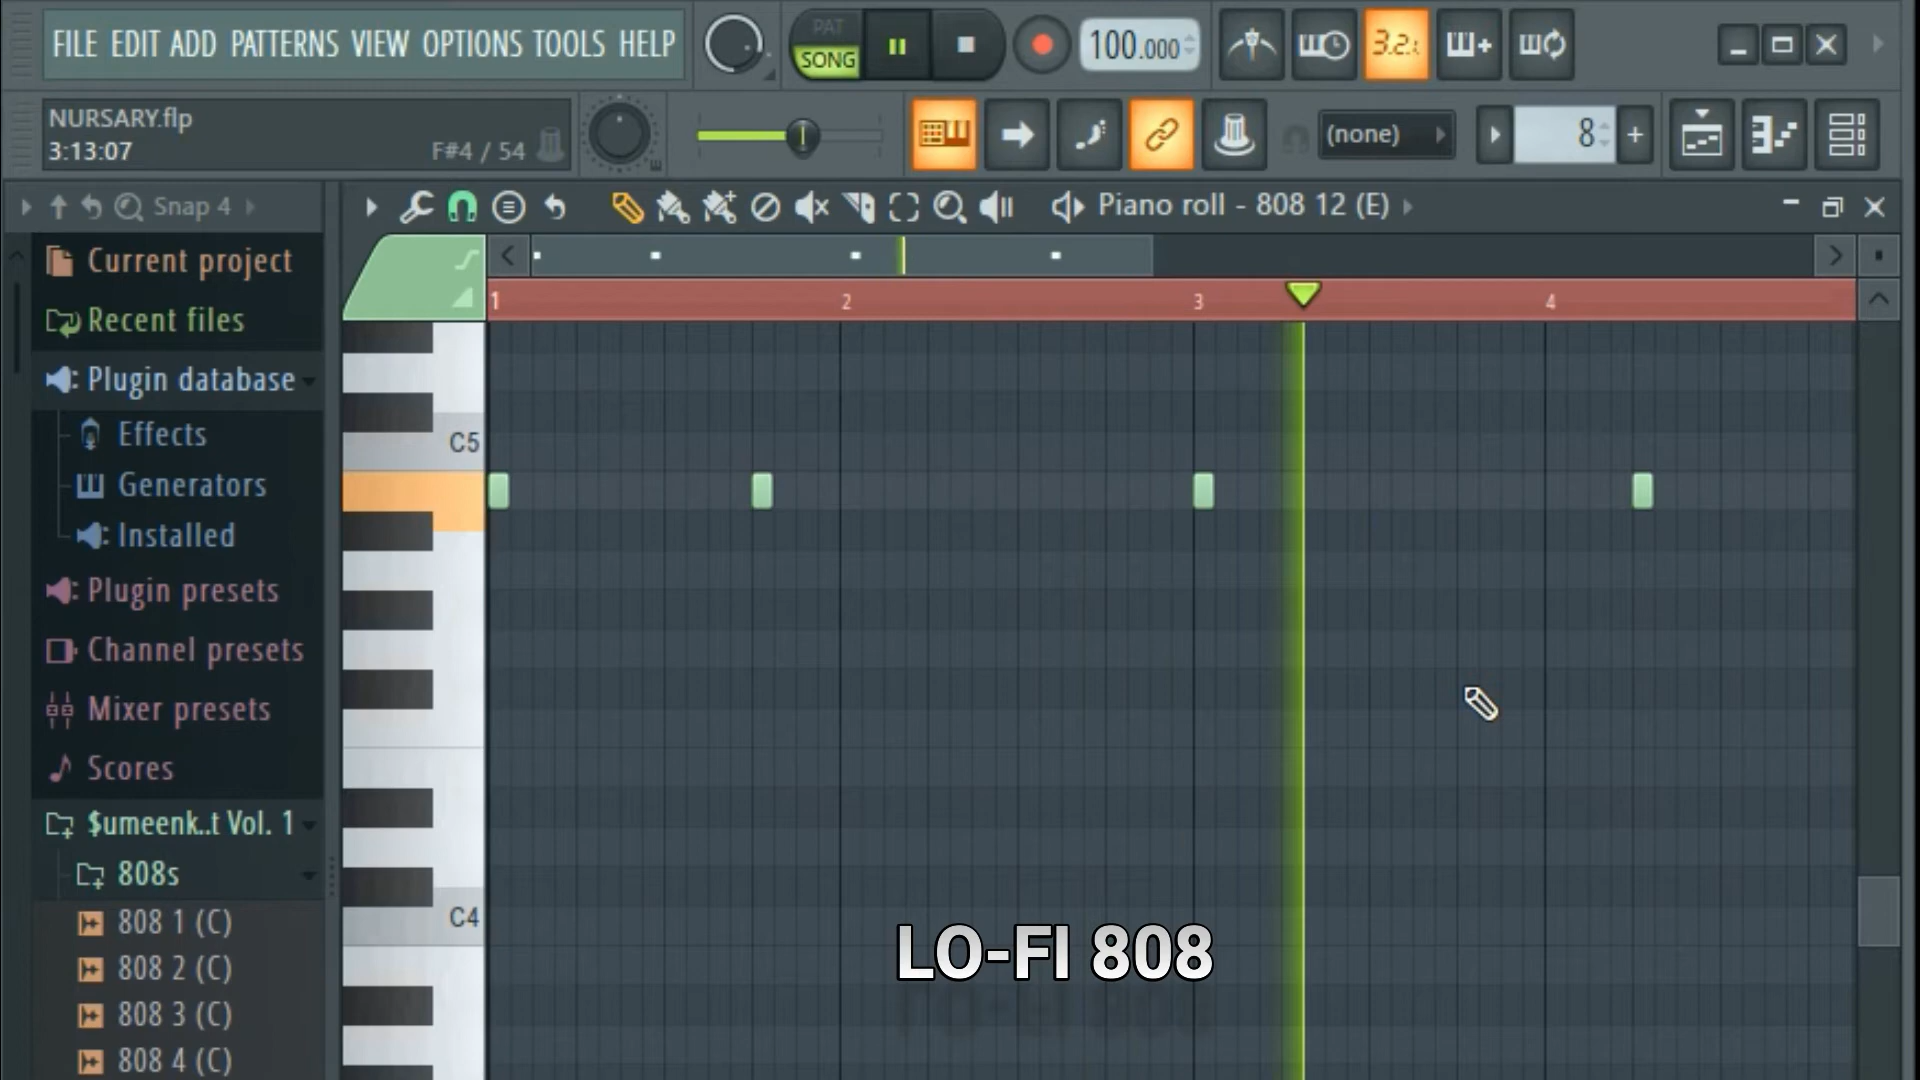 FILE EDIT ADD PATTERNS VIEW OPTIONS TOOLS HELP
PAT
SONG
100.000
3.2.1
NURSARY.flp
3:13:07
F#4 / 54
(none)
8
Snap 4
Piano roll - 808 12 (E)
Current project
Recent files
Plugin database
Effects
Generators
Installed
Plugin presets
Channel presets
Mixer presets
Scores
$umeenk..t Vol. 1
808s
808 1 (C)
808 2 (C)
808 3 (C)
808 4 (C)
1 2 3 4
C5
C4
LO-FI 808